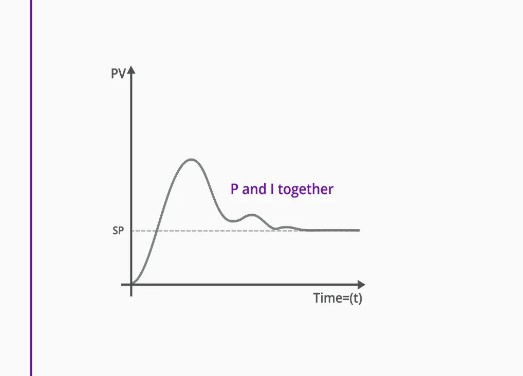 PV
P and I together
SP
Time=(t)